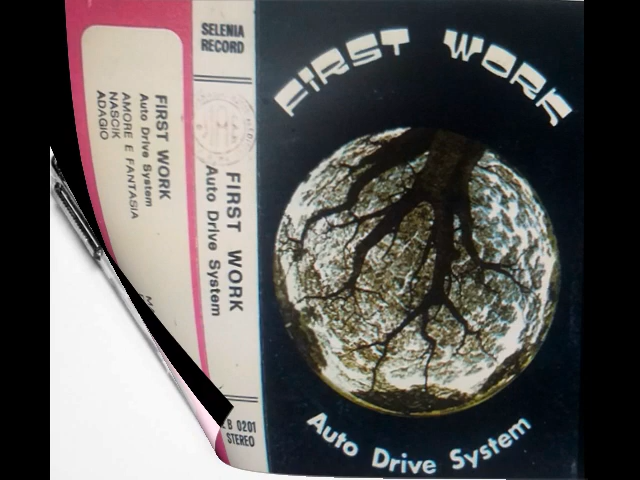 FIRST WORK
Auto Drive System
AMORE E FANTASIA
NASCIK
ADAGIO
SELENIA
RECORD
FIRST WORK
Auto Drive System
B 0201
STEREO
FIRST WORK
Auto Drive System